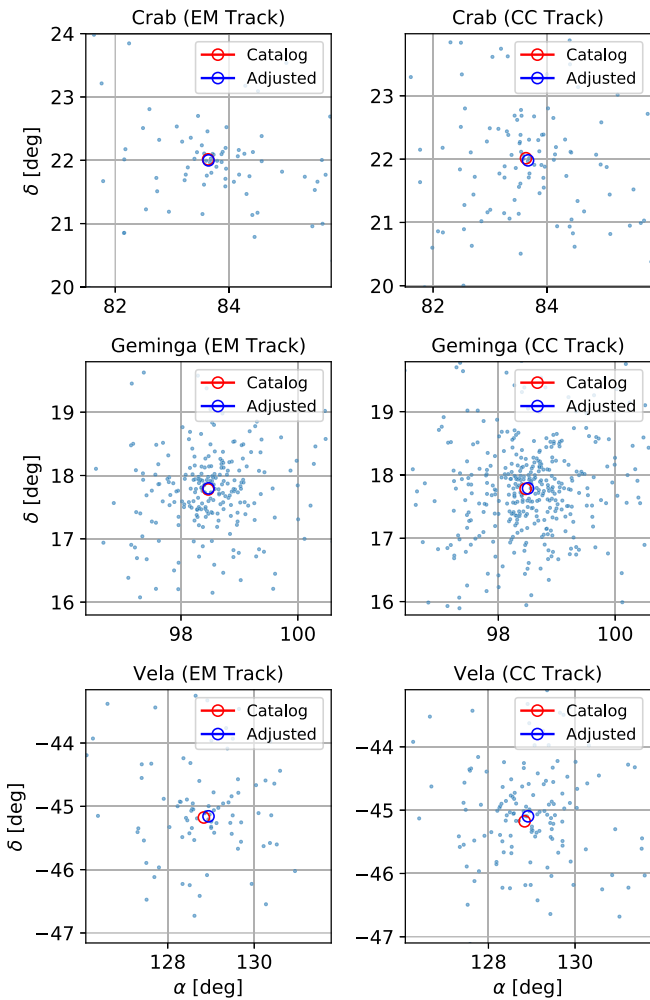 Crab (EM Track)
24
23
22
21
20
82
84
δ [deg]
Catalog
Adjusted
Crab (CC Track)
24
23
22
21
20
82
84
Catalog
Adjusted
Geminga (EM Track)
19
18
17
16
98
100
δ [deg]
Catalog
Adjusted
Geminga (CC Track)
19
18
17
16
98
100
Catalog
Adjusted
Vela (EM Track)
−44
−45
−46
−47
128
130
δ [deg]
α [deg]
Catalog
Adjusted
Vela (CC Track)
−44
−45
−46
−47
128
130
α [deg]
Catalog
Adjusted